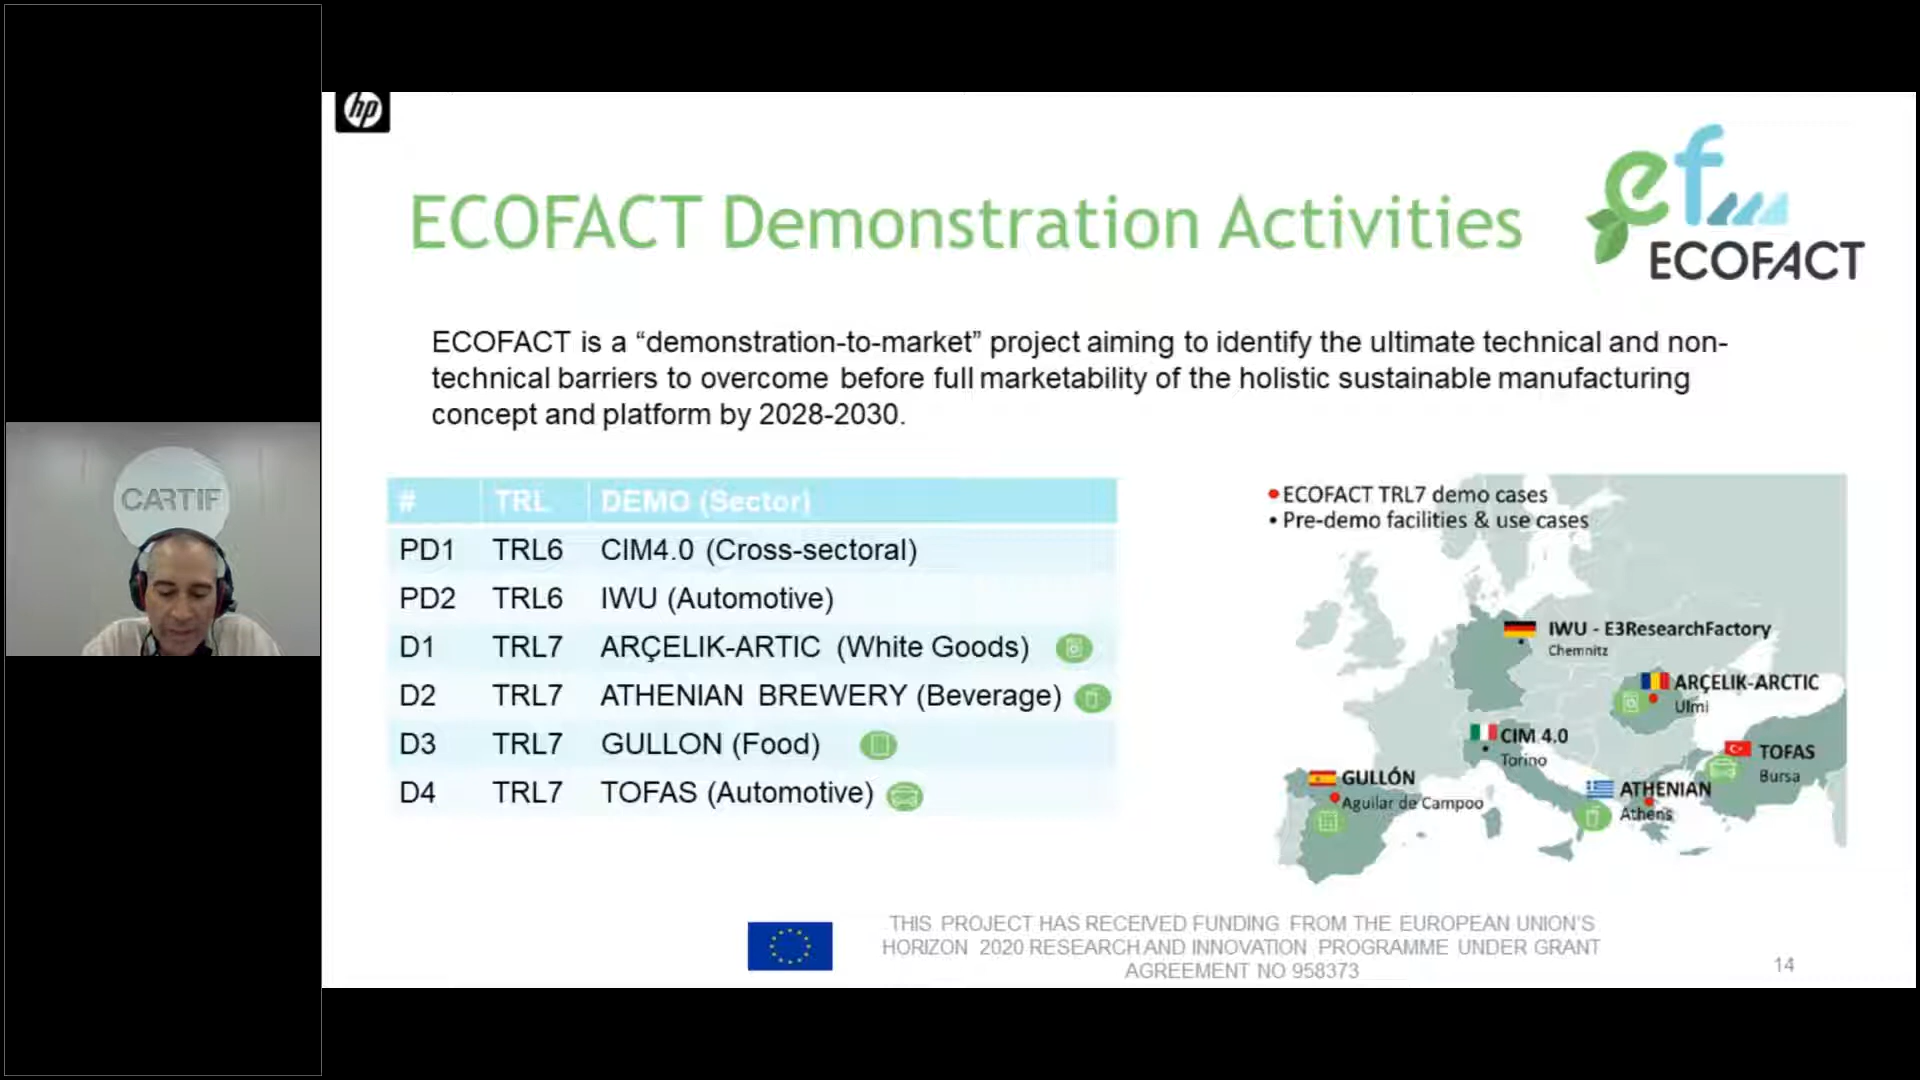 hp
ef
ECOFACT
ECOFACT Demonstration Activities
ECOFACT is a “demonstration-to-market” project aiming to identify the ultimate technical and non-
technical barriers to overcome before full marketability of the holistic sustainable manufacturing
concept and platform by 2028-2030.
CARTIF
# TRL DEMO (Sector)
PD1 TRL6 CIM4.0 (Cross-sectoral)
PD2 TRL6 IWU (Automotive)
D1 TRL7 ARÇELIK-ARTIC (White Goods)
D2 TRL7 ATHENIAN BREWERY (Beverage)
D3 TRL7 GULLON (Food)
D4 TRL7 TOFAS (Automotive)
• ECOFACT TRL7 demo cases
• Pre-demo facilities & use cases
IWU - E3ResearchFactory
Chemnitz
ARÇELIK-ARCTIC
Ulmi
CIM 4.0
Torino
TOFAS
Bursa
GULLÓN
Aguilar de Campoo
ATHENIAN
Athens
THIS PROJECT HAS RECEIVED FUNDING FROM THE EUROPEAN UNION’S
HORIZON 2020 RESEARCH AND INNOVATION PROGRAMME UNDER GRANT
AGREEMENT NO 958373
14